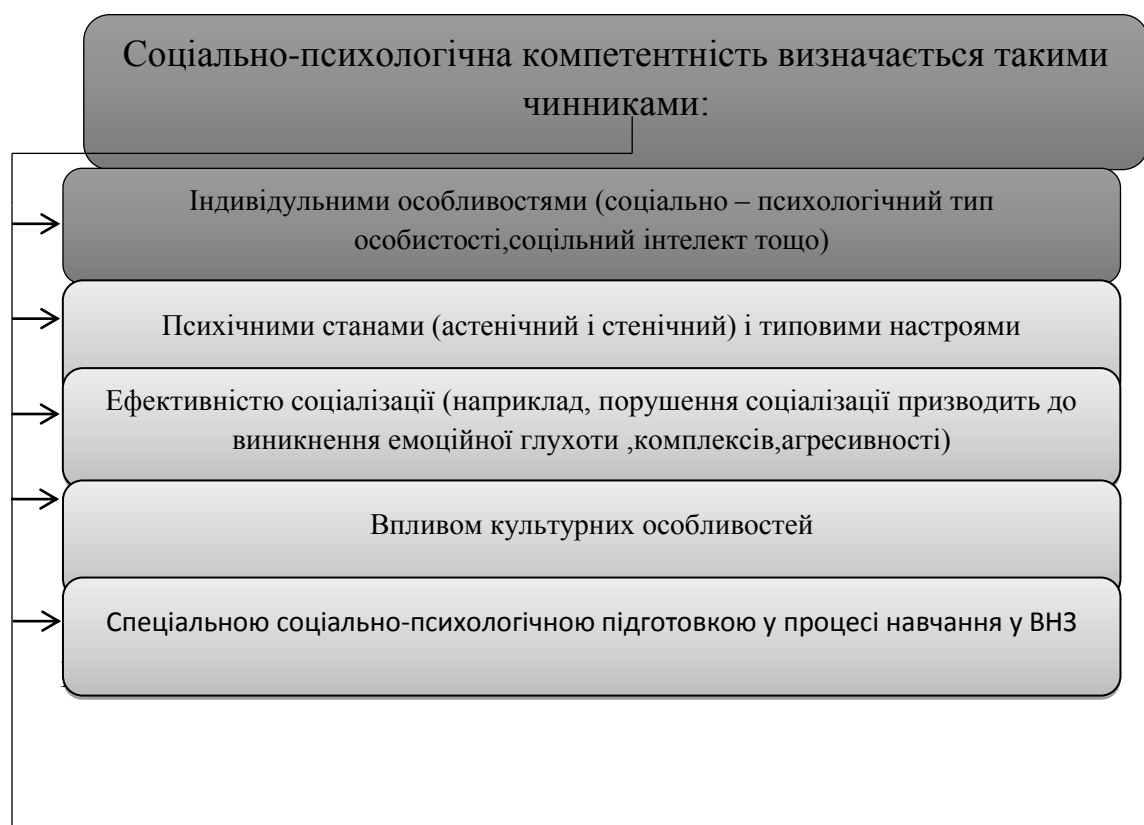 Соціально-психологічна компетентність визначається такими
чинниками:
Індивідульними особливостями (соціально – психологічний тип
особистості,соцільний інтелект тощо)
Психічними станами (астенічний і стенічний) і типовими настроями
Ефективністю соціалізації (наприклад, порушення соціалізації призводить до
виникнення емоційної глухоти ,комплексів,агресивності)
Впливом культурних особливостей
Спеціальною соціально-психологічною підготовкою у процесі навчання у ВНЗ